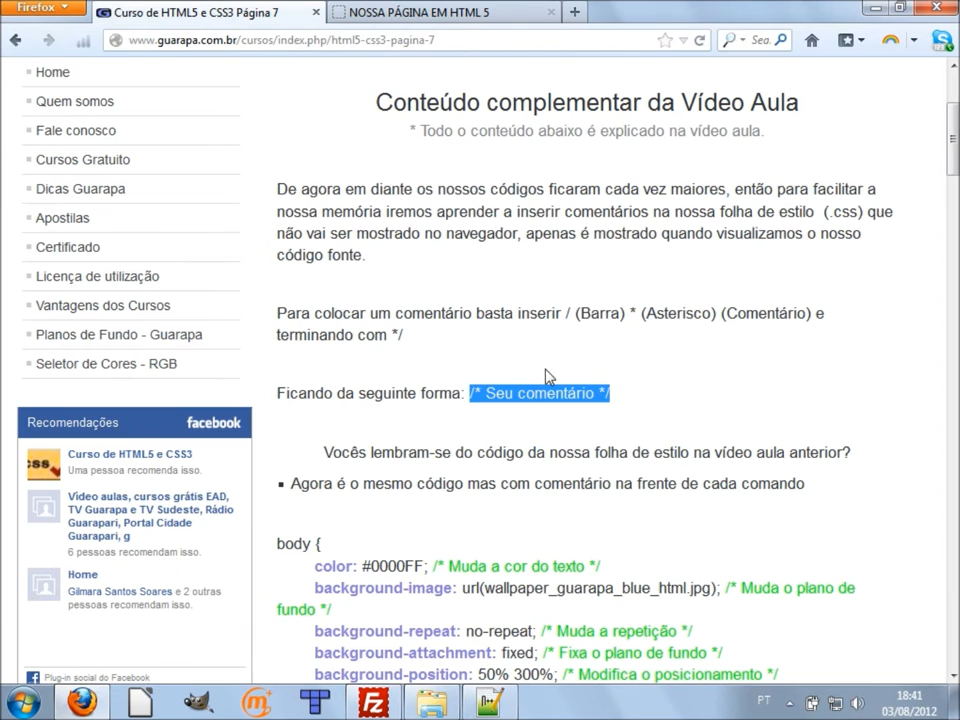 Firefox
Curso de HTML5 e CSS3 Página 7
NOSSA PÁGINA EM HTML 5
www.guarapa.com.br/cursos/index.php/html5-css3-pagina-7
Sea
Home
Quem somos
Fale conosco
Cursos Gratuito
Dicas Guarapa
Apostilas
Certificado
Licença de utilização
Vantagens dos Cursos
Planos de Fundo - Guarapa
Seletor de Cores - RGB
Recomendações facebook
Curso de HTML5 e CSS3
Uma pessoa recomenda isso.
Vídeo aulas, cursos grátis EAD,
TV Guarapa e TV Sudeste, Rádio
Guarapari, Portal Cidade
Guarapari, g
6 pessoas recomendam isso.
Home
Gilmara Santos Soares e 2 outras
pessoas recomendam isso.
Plug-in social do Facebook
Conteúdo complementar da Vídeo Aula
* Todo o conteúdo abaixo é explicado na vídeo aula.
De agora em diante os nossos códigos ficaram cada vez maiores, então para facilitar a
nossa memória iremos aprender a inserir comentários na nossa folha de estilo (.css) que
não vai ser mostrado no navegador, apenas é mostrado quando visualizamos o nosso
código fonte.
Para colocar um comentário basta inserir / (Barra) * (Asterisco) (Comentário) e
terminando com */
Ficando da seguinte forma: /* Seu comentário */
Vocês lembram-se do código da nossa folha de estilo na vídeo aula anterior?
Agora é o mesmo código mas com comentário na frente de cada comando
body {
color: #0000FF; /* Muda a cor do texto */
background-image: url(wallpaper_guarapa_blue_html.jpg); /* Muda o plano de
fundo */
background-repeat: no-repeat; /* Muda a repetição */
background-attachment: fixed; /* Fixa o plano de fundo */
background-position: 50% 300%; /* Modifica o posicionamento */
PT
18:41
03/08/2012